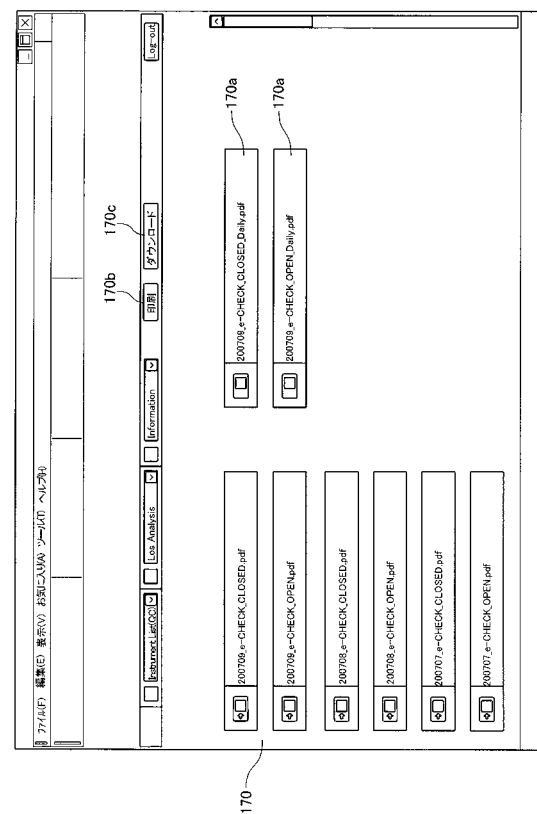 ファイル(F) 編集(E) 表示(V) お気に入り(A) ツール(T) ヘルプ(H)
170b
170c
Instrument List(QC) Los Analysis Information 印刷 ダウンロード Log-out
170
200709_e-CHECK_CLOSED.pdf
200709_e-CHECK_CLOSED_Daily.pdf
170a
200709_e-CHECK_OPEN.pdf
200709_e-CHECK_OPEN_Daily.pdf
170a
200708_e-CHECK_CLOSED.pdf
200708_e-CHECK_OPEN.pdf
200707_e-CHECK_CLOSED.pdf
200707_e-CHECK_OPEN.pdf